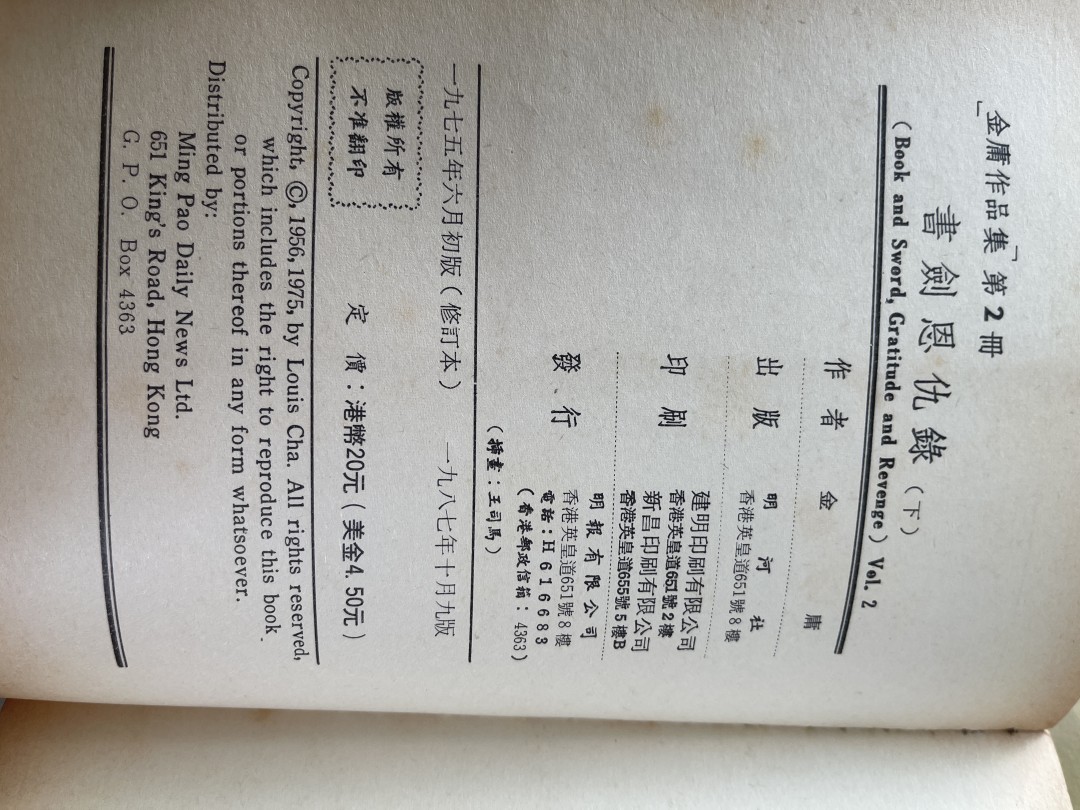 「金庸作品集」第2冊
書劍恩仇錄（下）
(Book and Sword, Gratitude and Revenge) Vol. 2
作者 金庸
出版 明河社
香港英皇道651號8樓
印刷 建明印刷有限公司
香港英皇道651號2樓
新昌印刷有限公司
香港英皇道655號5樓B
發行 明報有限公司
香港英皇道651號8樓
電話：H616683
（香港郵政信箱：4363）
（插畫：王司馬）
一九七五年六月初版（修訂本） 一九八七年十月九版
版權所有
不准翻印
定價：港幣20元（美金4.50元）
Copyright, ©, 1956, 1975, by Louis Cha. All rights reserved,
which includes the right to reproduce this book
or portions thereof in any form whatsoever.
Distributed by:
Ming Pao Daily News Ltd.
651 King's Road, Hong Kong
G. P. O. Box 4363